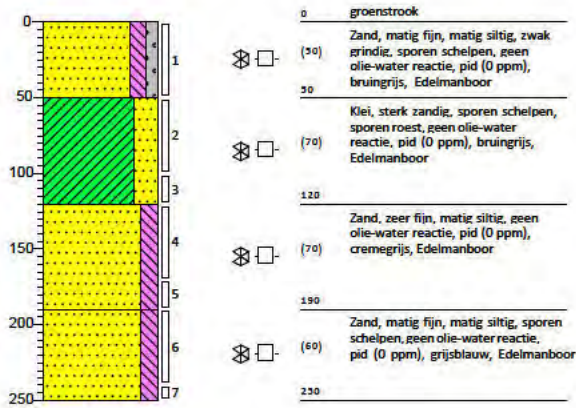 0
groenstrook
0
Zand, matig fijn, matig siltig, zwak
grindig, sporen schelpen, geen
olie-water reactie, pid (0 ppm),
bruingrijs, Edelmanboor
1
(50)
50
50
Klei, sterk zandig, sporen schelpen,
sporen roest, geen olie-water
reactie, pid (0 ppm), bruingrijs,
Edelmanboor
2
(70)
100
3
120
Zand, zeer fijn, matig siltig, geen
olie-water reactie, pid (0 ppm),
cremegrijs, Edelmanboor
4
150
(70)
5
190
200
Zand, matig fijn, matig siltig, sporen
schelpen, geen olie-water reactie,
pid (0 ppm), grijsblauw, Edelmanboor
6
(60)
7
250
250